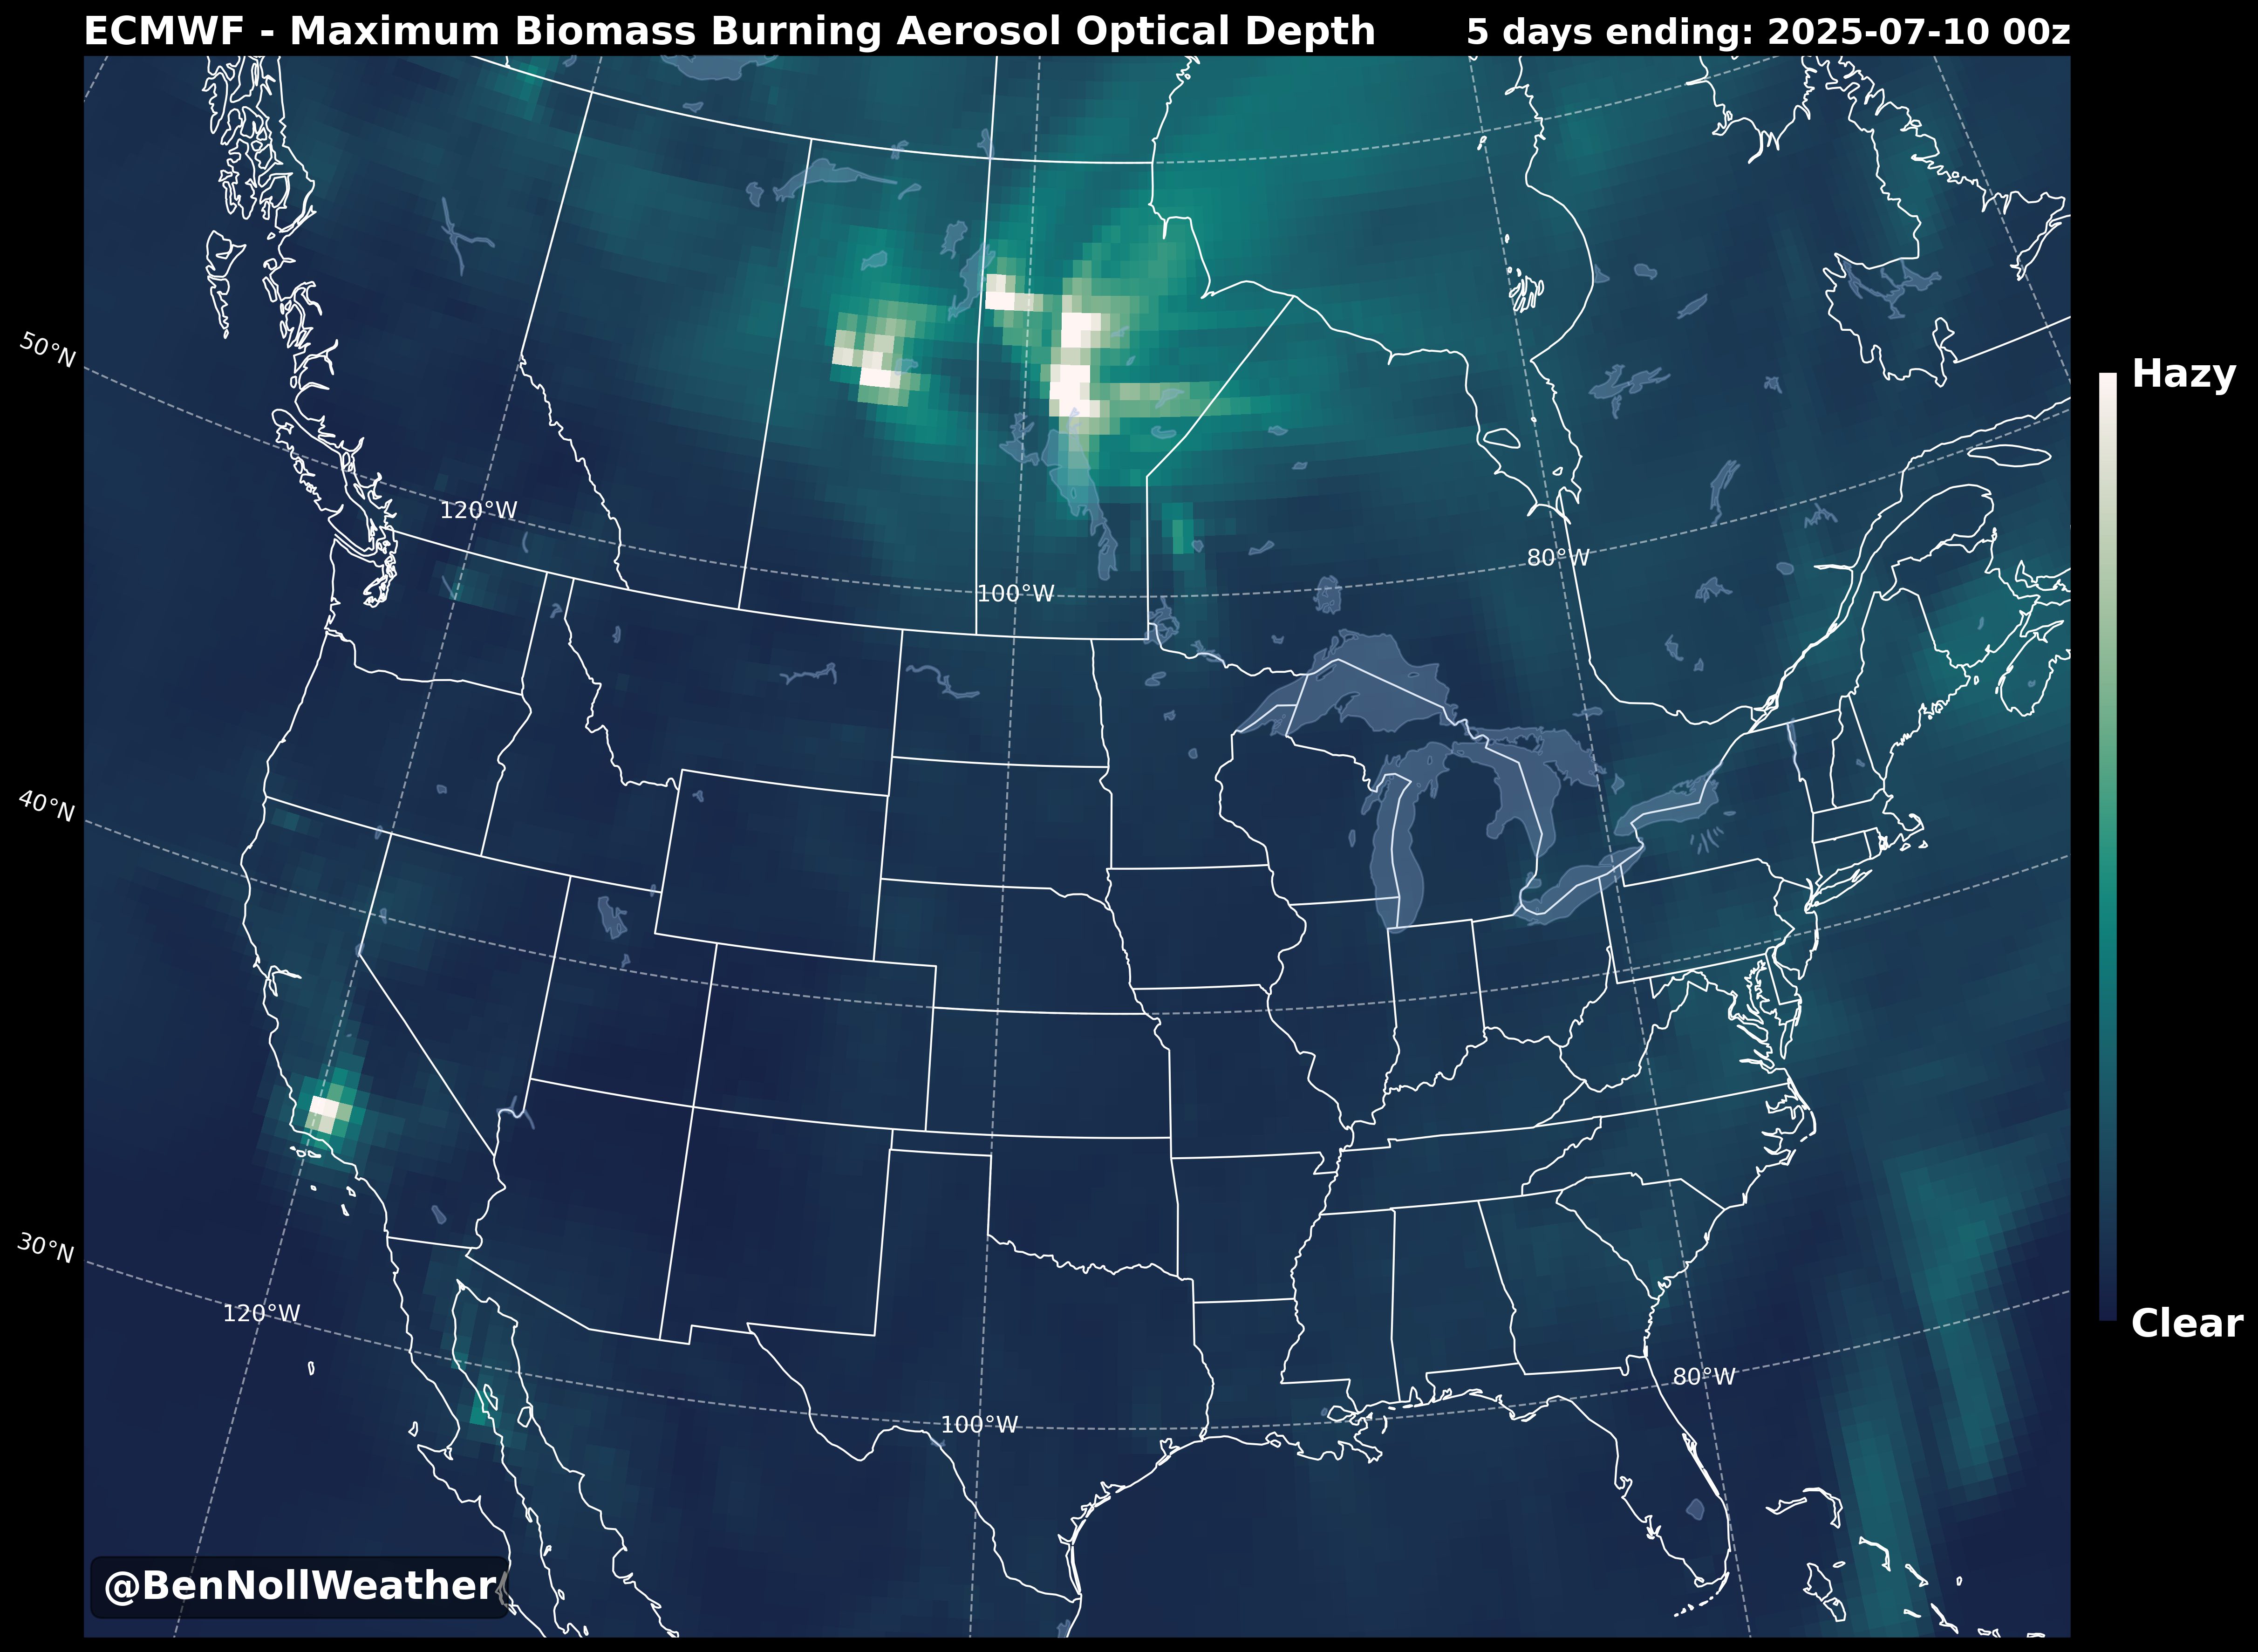 ECMWF - Maximum Biomass Burning Aerosol Optical Depth
5 days ending: 2025-07-10 00z
50°N
Hazy
120°W
80°W
100°W
40°N
30°N
120°W
Clear
80°W
100°W
@BenNollWeather